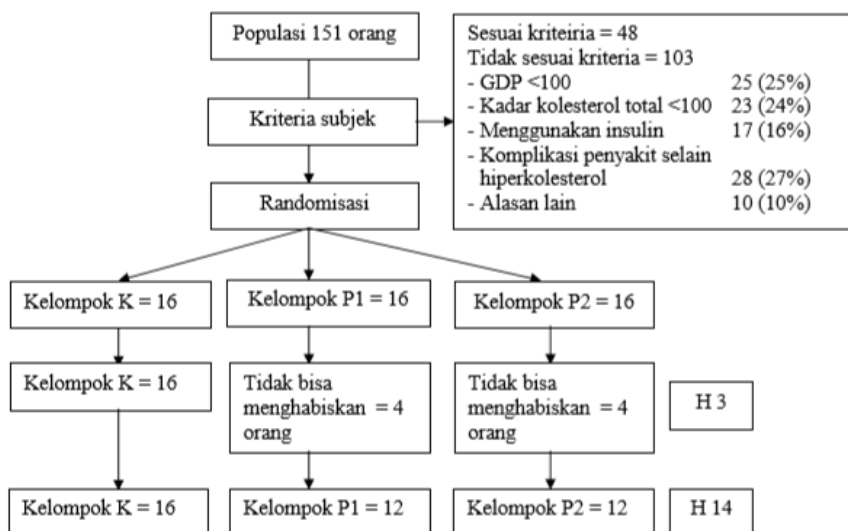 Populasi 151 orang
Sesuai kriteiria = 48
Tidak sesuai kriteria = 103
- GDP <100 25 (25%)
- Kadar kolesterol total <100 23 (24%)
- Menggunakan insulin 17 (16%)
- Komplikasi penyakit selain
hiperkolesterol 28 (27%)
- Alasan lain 10 (10%)
Kriteria subjek
Randomisasi
Kelompok K = 16
Kelompok P1 = 16
Kelompok P2 = 16
Kelompok K = 16
Tidak bisa
menghabiskan = 4
orang
Tidak bisa
menghabiskan = 4
orang
H 3
Kelompok K = 16
Kelompok P1 = 12
Kelompok P2 = 12
H 14